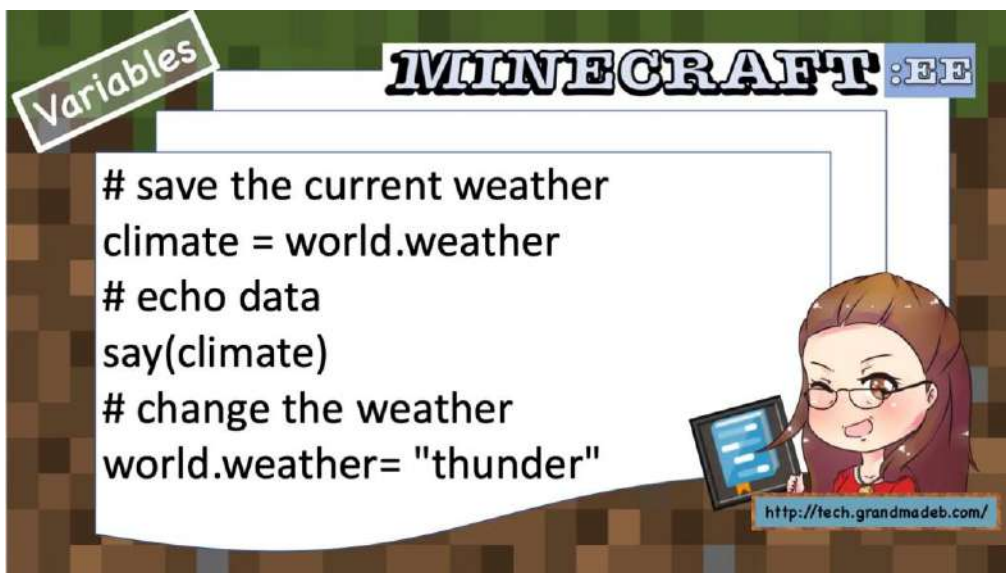 Variables
MINECRAFT:EE
# save the current weather
climate = world.weather
# echo data
say(climate)
# change the weather
world.weather= "thunder"
http://tech.grandmadeb.com/